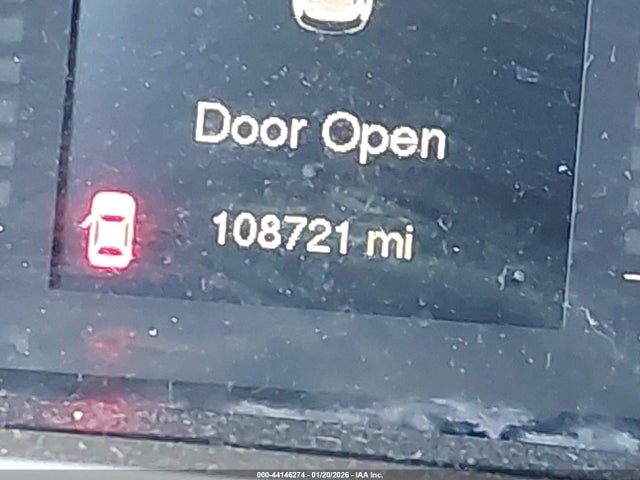 Door Open
108721 mi
000-44146274 - 01/20/2026 - IAA Inc.